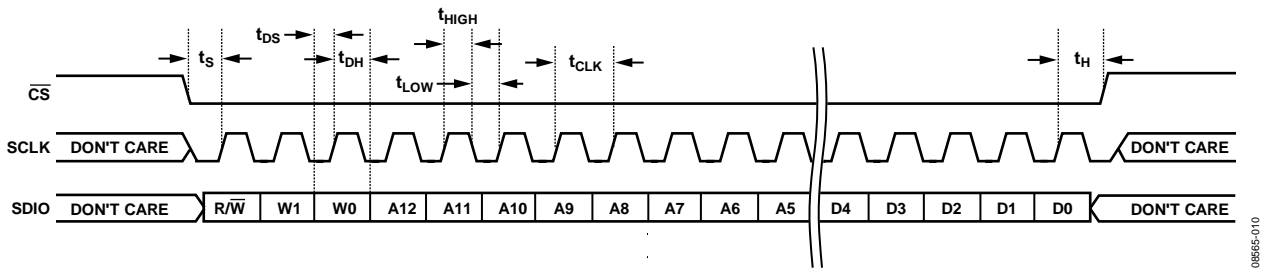 tHIGH
tDS
tS
tDH
tCLK
tH
tLOW
CS
SCLK DON'T CARE DON'T CARE
SDIO DON'T CARE R/W W1 W0 A12 A11 A10 A9 A8 A7 A6 A5 D4 D3 D2 D1 D0 DON'T CARE
08565-010